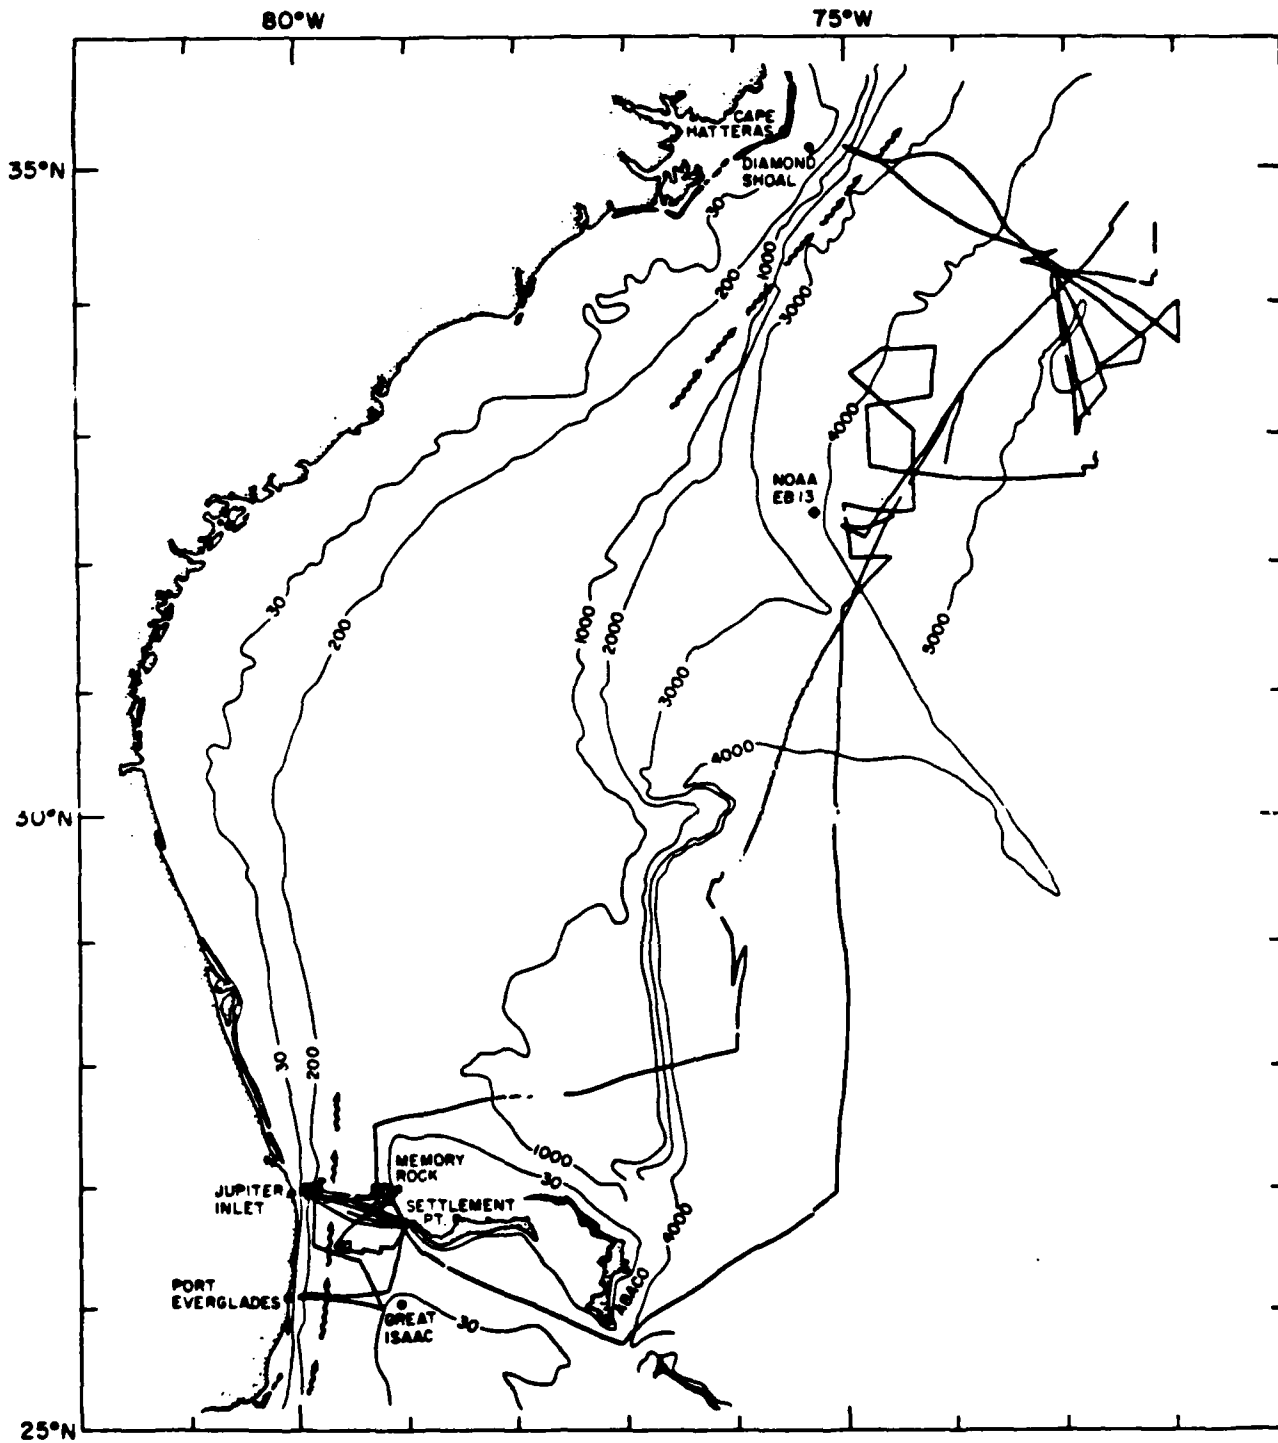 80°W
75°W
CAPE
HATTERAS
35°N
DIAMOND
SHOAL
30
200
1000
3000
4000
NOAA
EB13
30
200
1000
2000
3000
5000
4000
30°N
30
200
1000
MEMORY
ROCK
30
JUPITER
INLET
SETTLEMENT
PT.
4000
ABACO
PORT
EVERGLADES
GREAT
ISAAC
30
25°N